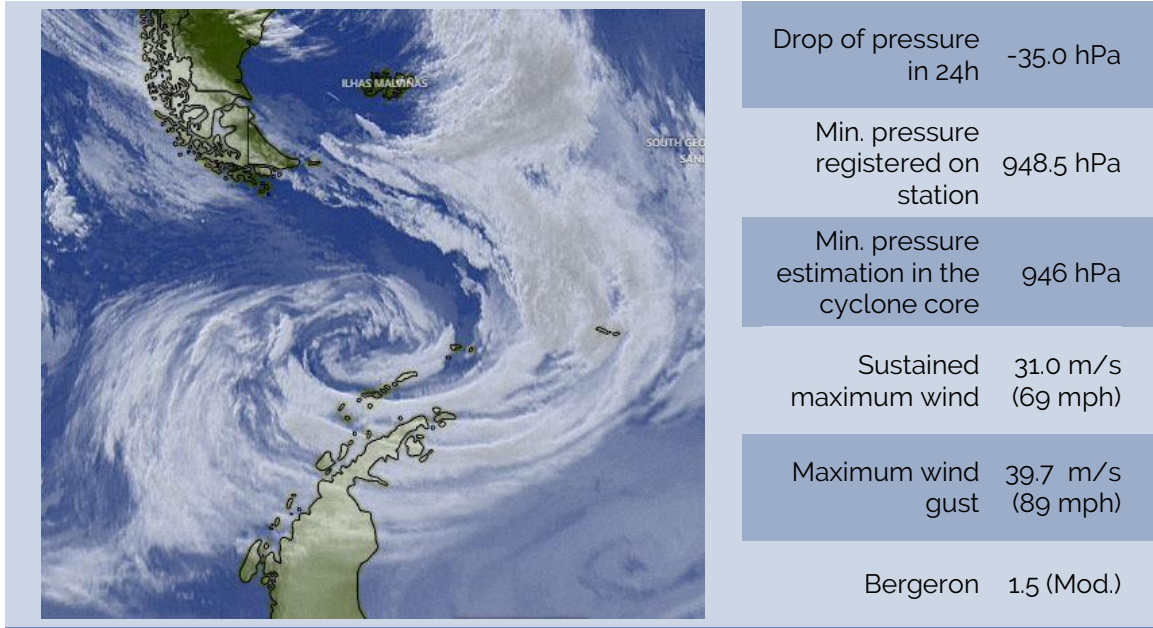 ILHAS MALVINAS
SOUTH GEO
SANI
Drop of pressure
in 24h
-35.0 hPa
Min. pressure
registered on
station
948.5 hPa
Min. pressure
estimation in the
cyclone core
946 hPa
Sustained
maximum wind
31.0 m/s
(69 mph)
Maximum wind
gust
39.7 m/s
(89 mph)
Bergeron
1.5 (Mod.)